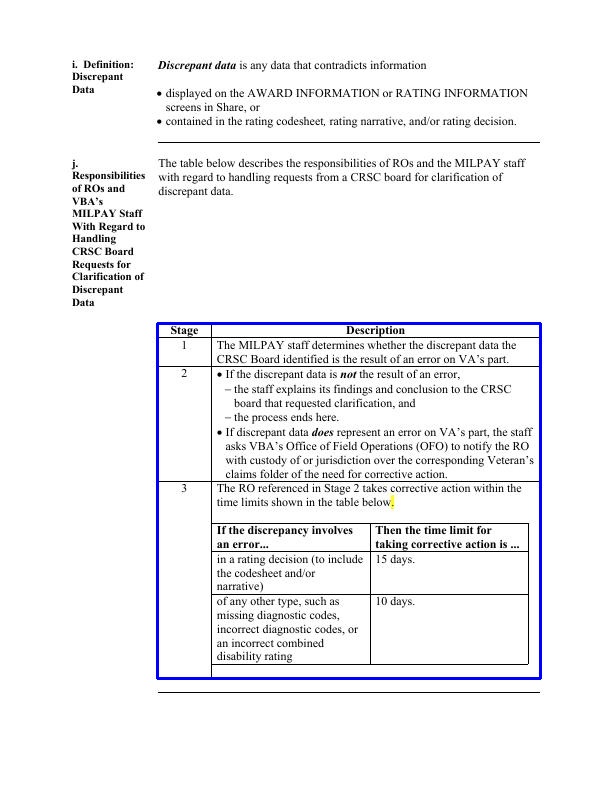 i. Definition:
Discrepant
Data
Discrepant data is any data that contradicts information
• displayed on the AWARD INFORMATION or RATING INFORMATION
screens in Share, or
• contained in the rating codesheet, rating narrative, and/or rating decision.
j.
Responsibilities
of ROs and
VBA's
MILPAY Staff
With Regard to
Handling
CRSC Board
Requests for
Clarification of
Discrepant
Data
The table below describes the responsibilities of ROs and the MILPAY staff
with regard to handling requests from a CRSC board for clarification of
discrepant data.
Stage Description
1 The MILPAY staff determines whether the discrepant data the
CRSC Board identified is the result of an error on VA's part.
2 • If the discrepant data is not the result of an error,
– the staff explains its findings and conclusion to the CRSC
board that requested clarification, and
– the process ends here.
• If discrepant data does represent an error on VA's part, the staff
asks VBA's Office of Field Operations (OFO) to notify the RO
with custody of or jurisdiction over the corresponding Veteran's
claims folder of the need for corrective action.
3 The RO referenced in Stage 2 takes corrective action within the
time limits shown in the table below.
If the discrepancy involves
an error...
Then the time limit for
taking corrective action is ...
in a rating decision (to include
the codesheet and/or
narrative)
15 days.
of any other type, such as
missing diagnostic codes,
incorrect diagnostic codes, or
an incorrect combined
disability rating
10 days.